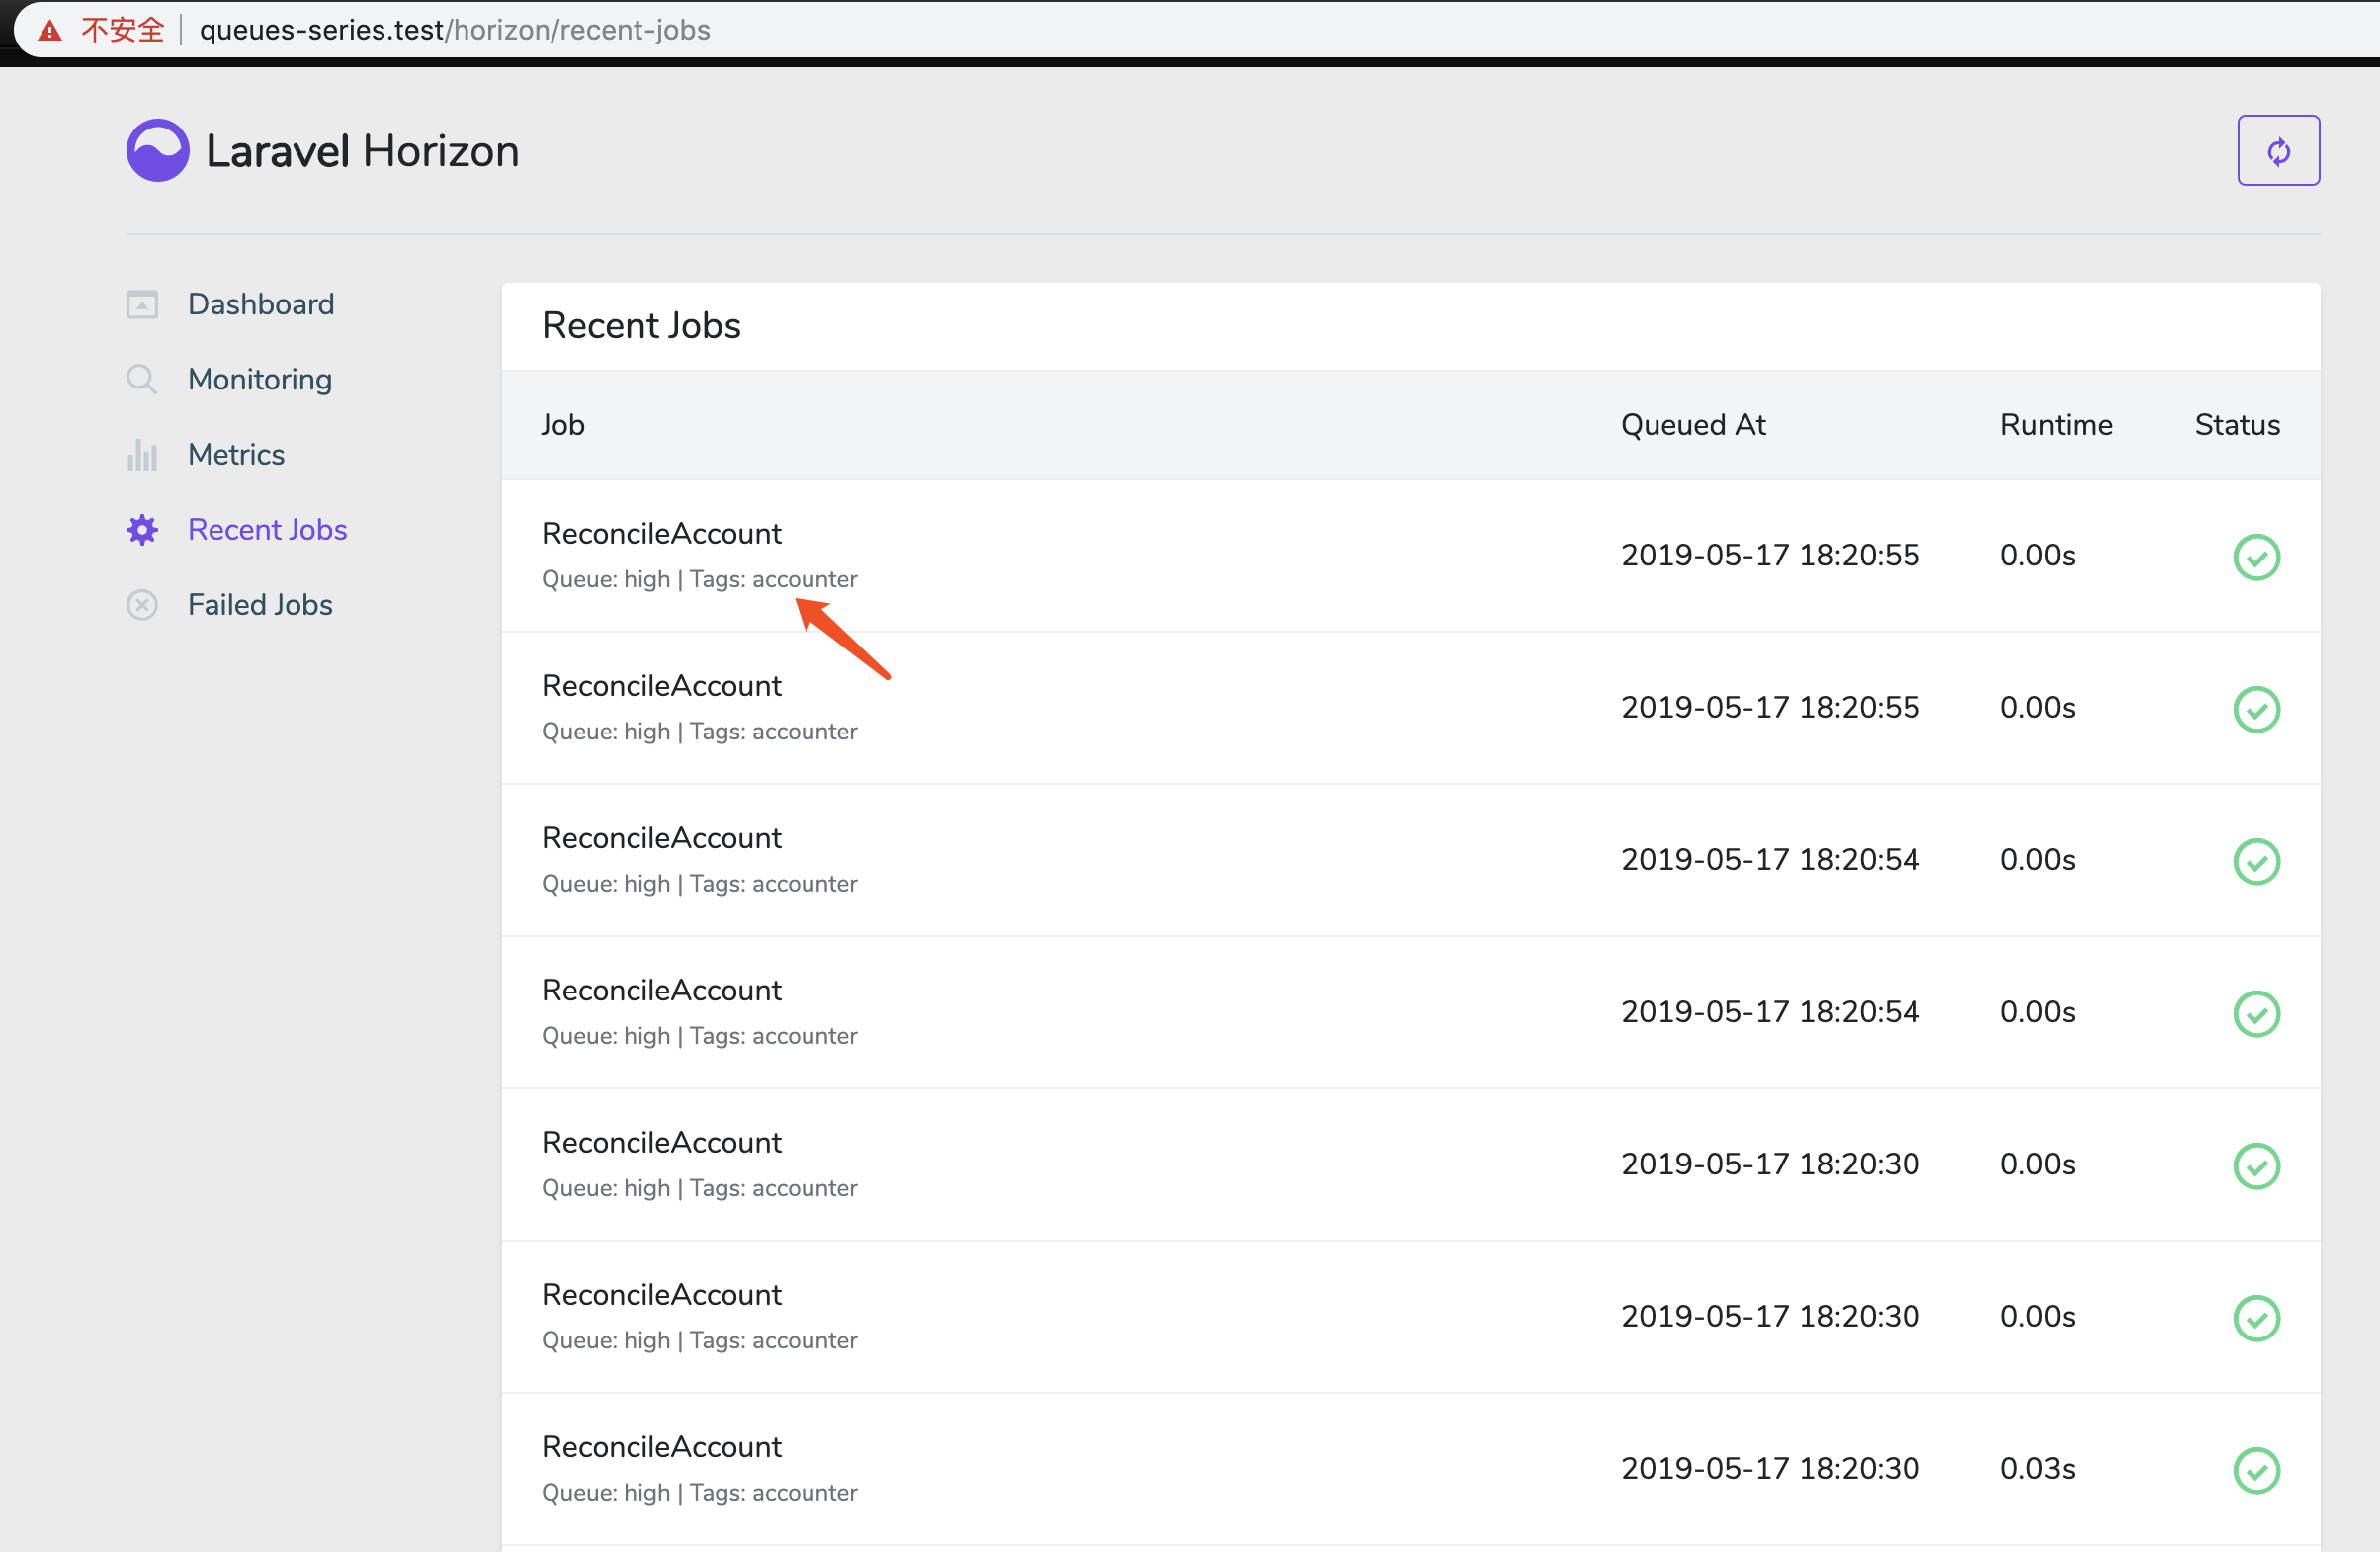 不安全 queues-series.test/horizon/recent-jobs
Laravel Horizon
Dashboard
Monitoring
Metrics
Recent Jobs
Failed Jobs
Recent Jobs
Job Queued At Runtime Status
ReconcileAccount
Queue: high | Tags: accounter
2019-05-17 18:20:55 0.00s
ReconcileAccount
Queue: high | Tags: accounter
2019-05-17 18:20:55 0.00s
ReconcileAccount
Queue: high | Tags: accounter
2019-05-17 18:20:54 0.00s
ReconcileAccount
Queue: high | Tags: accounter
2019-05-17 18:20:54 0.00s
ReconcileAccount
Queue: high | Tags: accounter
2019-05-17 18:20:30 0.00s
ReconcileAccount
Queue: high | Tags: accounter
2019-05-17 18:20:30 0.00s
ReconcileAccount
Queue: high | Tags: accounter
2019-05-17 18:20:30 0.03s